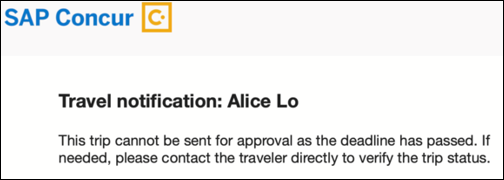 SAP Concur
Travel notification: Alice Lo
This trip cannot be sent for approval as the deadline has passed. If
needed, please contact the traveler directly to verify the trip status.